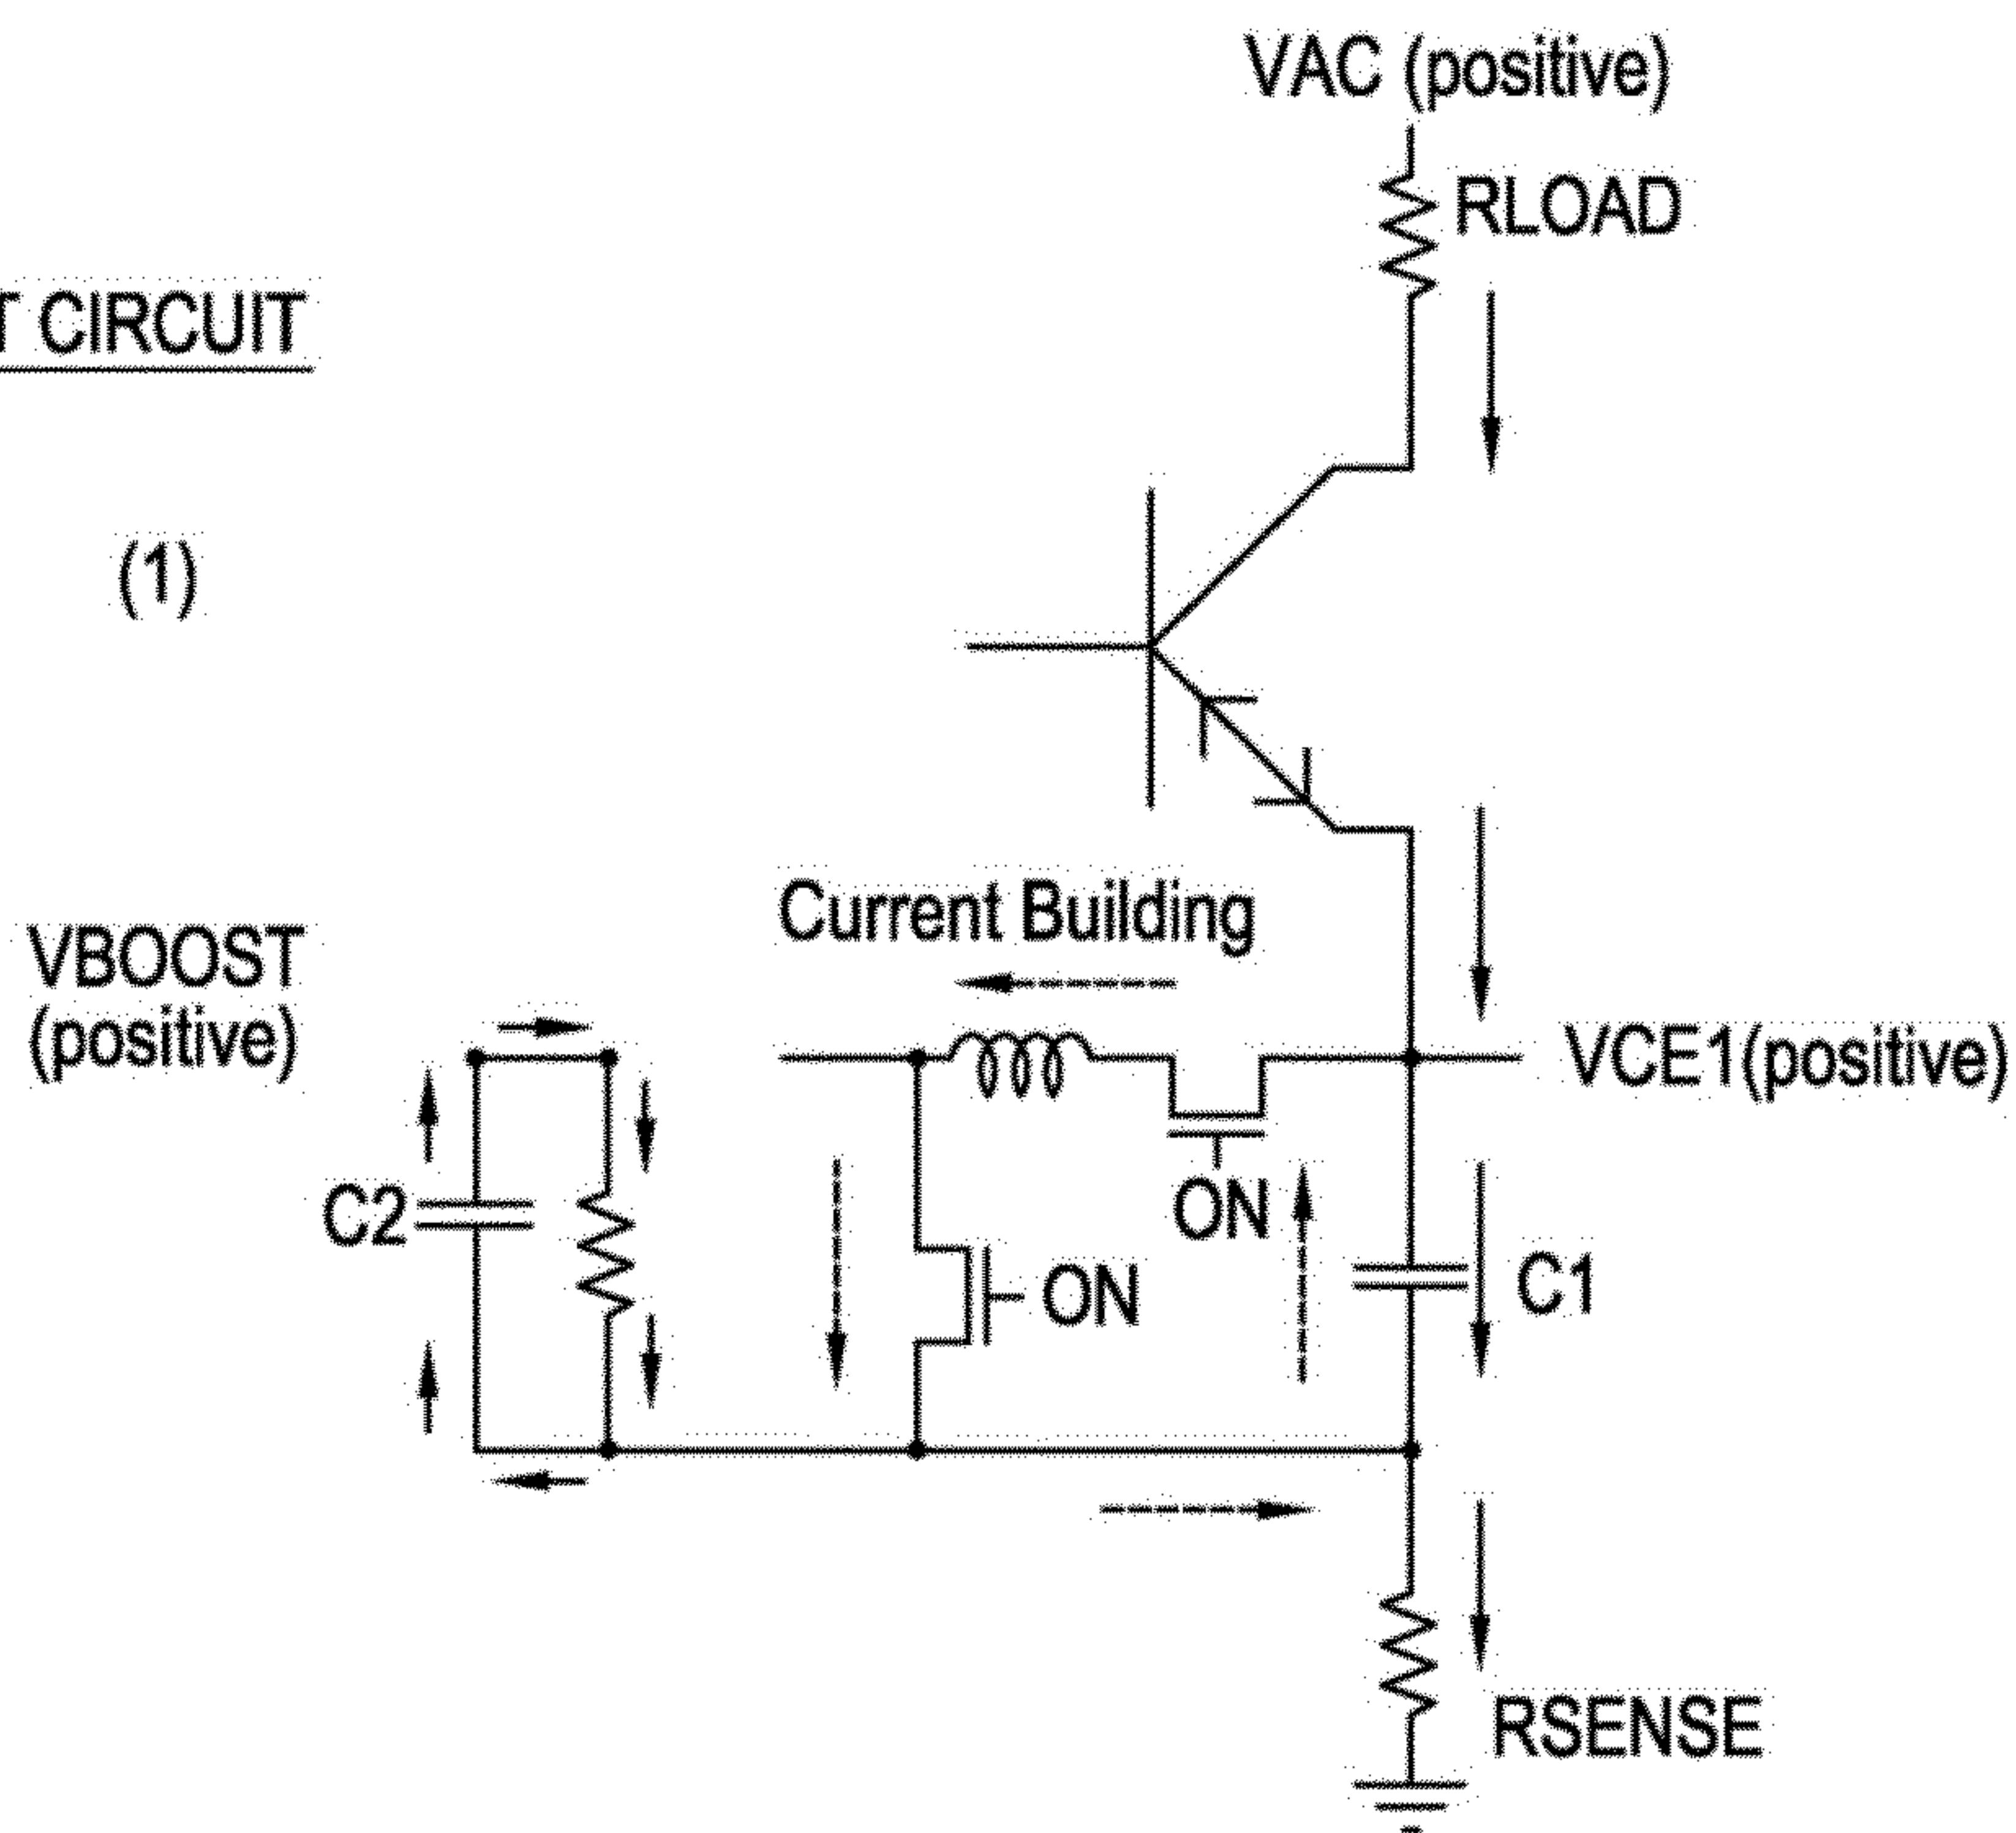 VAC (positive)
RLOAD
CIRCUIT
(1)
Current Building
VBOOST
(positive)
VCE1(positive)
C2
ON
ON
C1
RSENSE